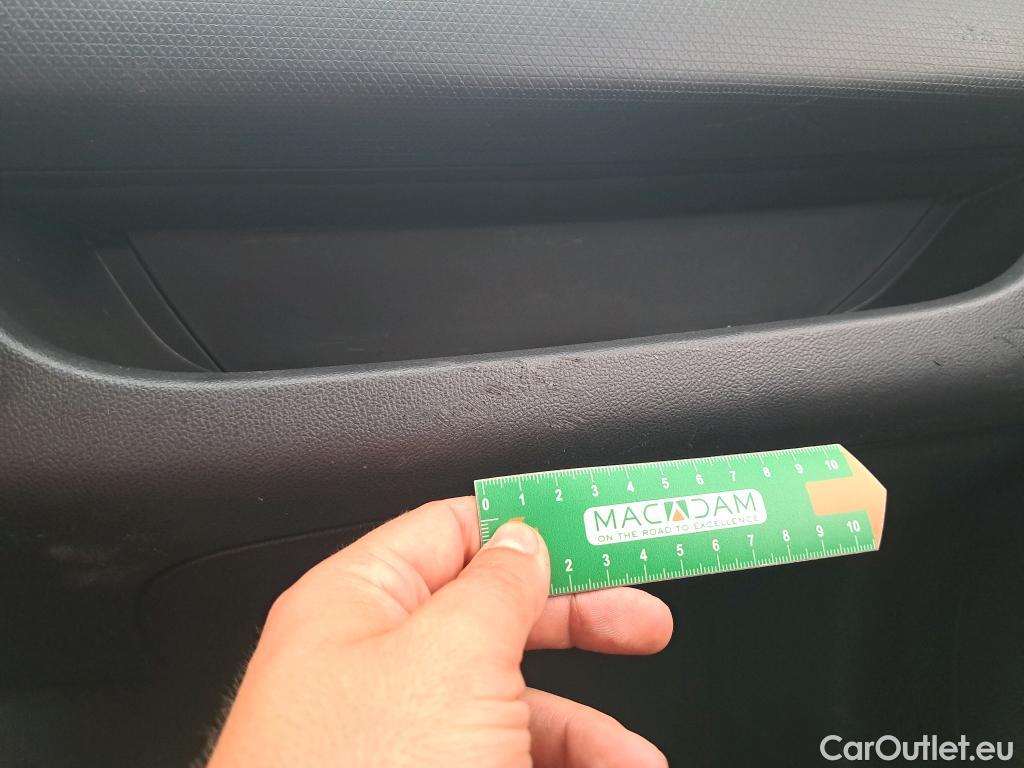 0 1 2 3 4 5 6 7 8 9 10
MACADAM
ON THE ROAD TO EXCELLENCE
2 3 4 5 6 7 8 9 10
CarOutlet.eu